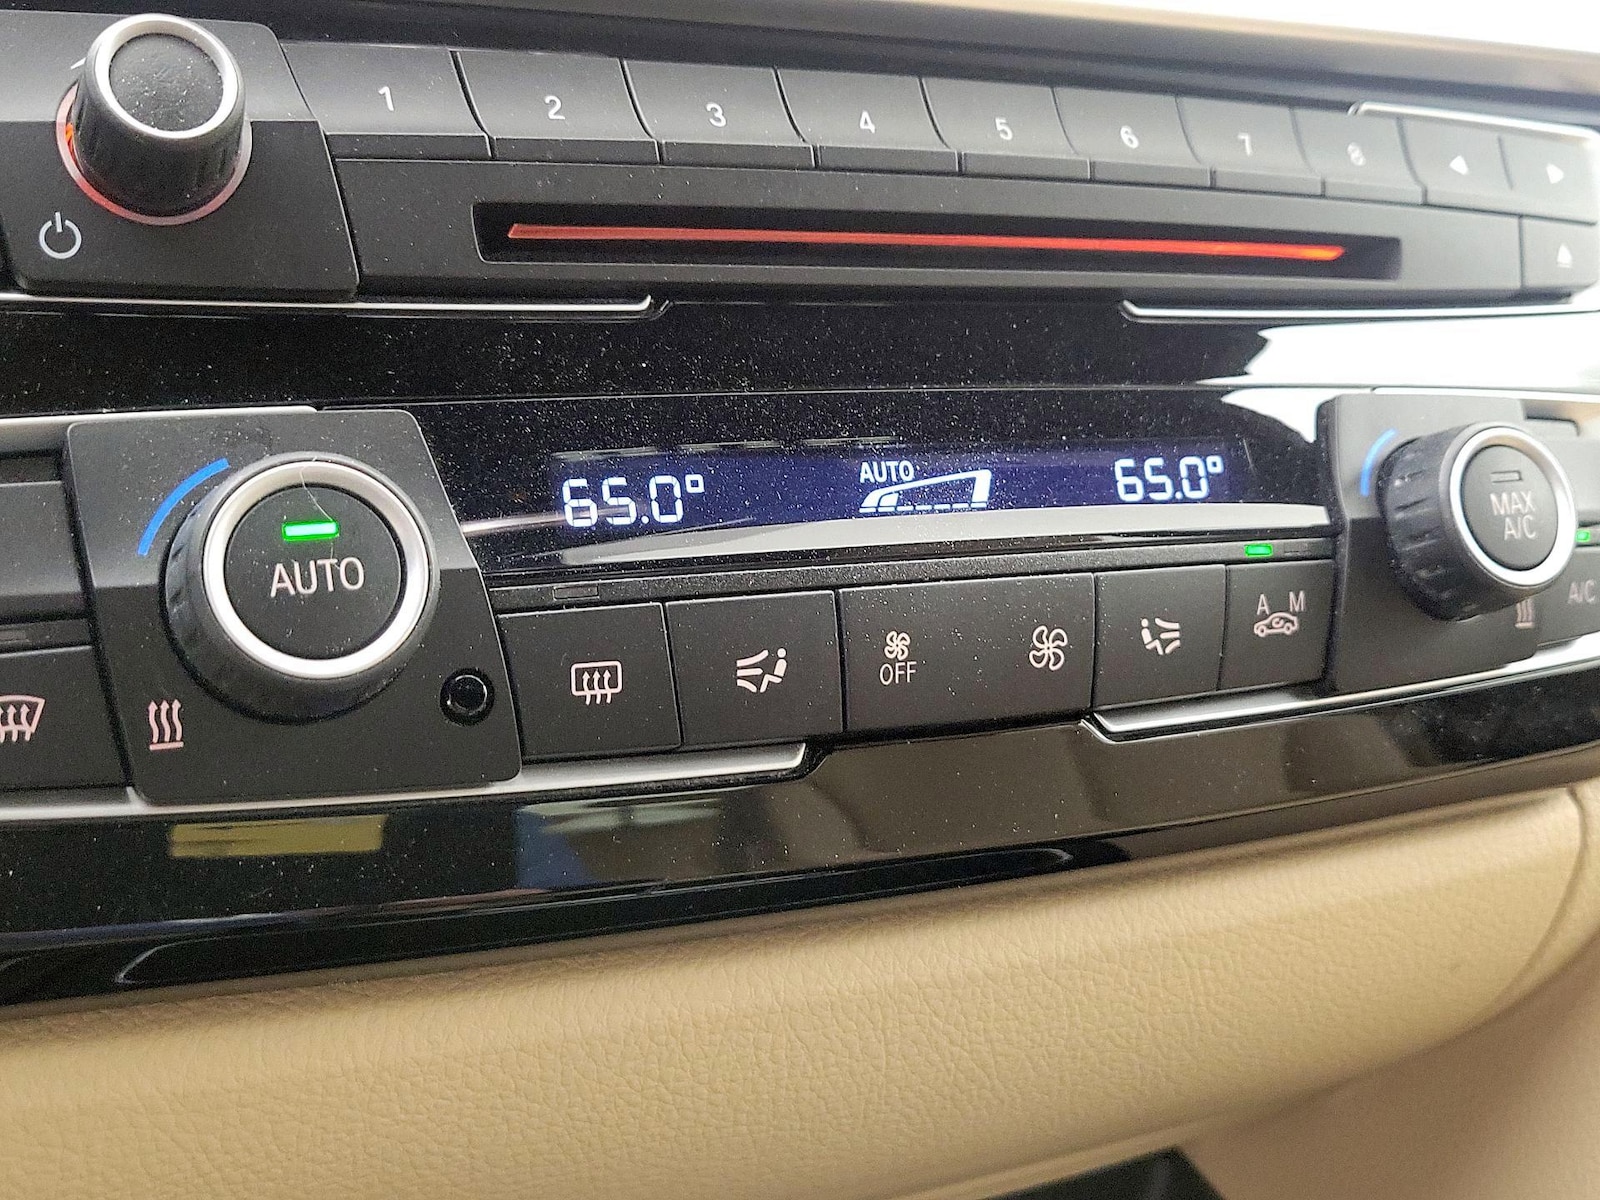 1 2 3 4 5 6 7 8
65.0° AUTO 65.0°
AUTO
MAX
A/C
A/C
A M
OFF